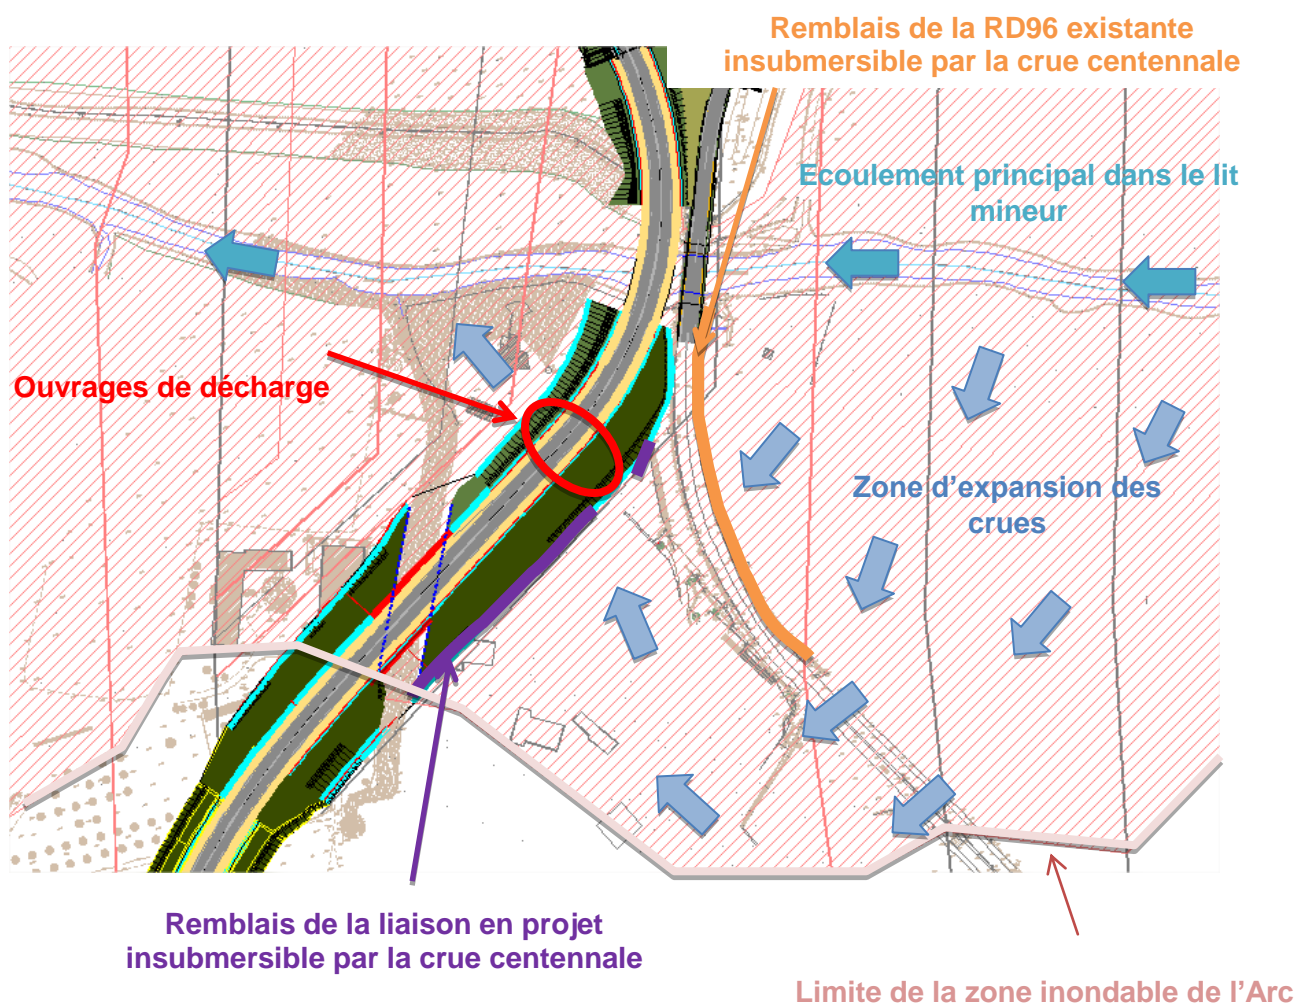 Remblais de la RD96 existante
insubmersible par la crue centennale
Ecoulement principal dans le lit
mineur
Ouvrages de décharge
Zone d’expansion des
crues
Remblais de la liaison en projet
insubmersible par la crue centennale
Limite de la zone inondable de l’Arc